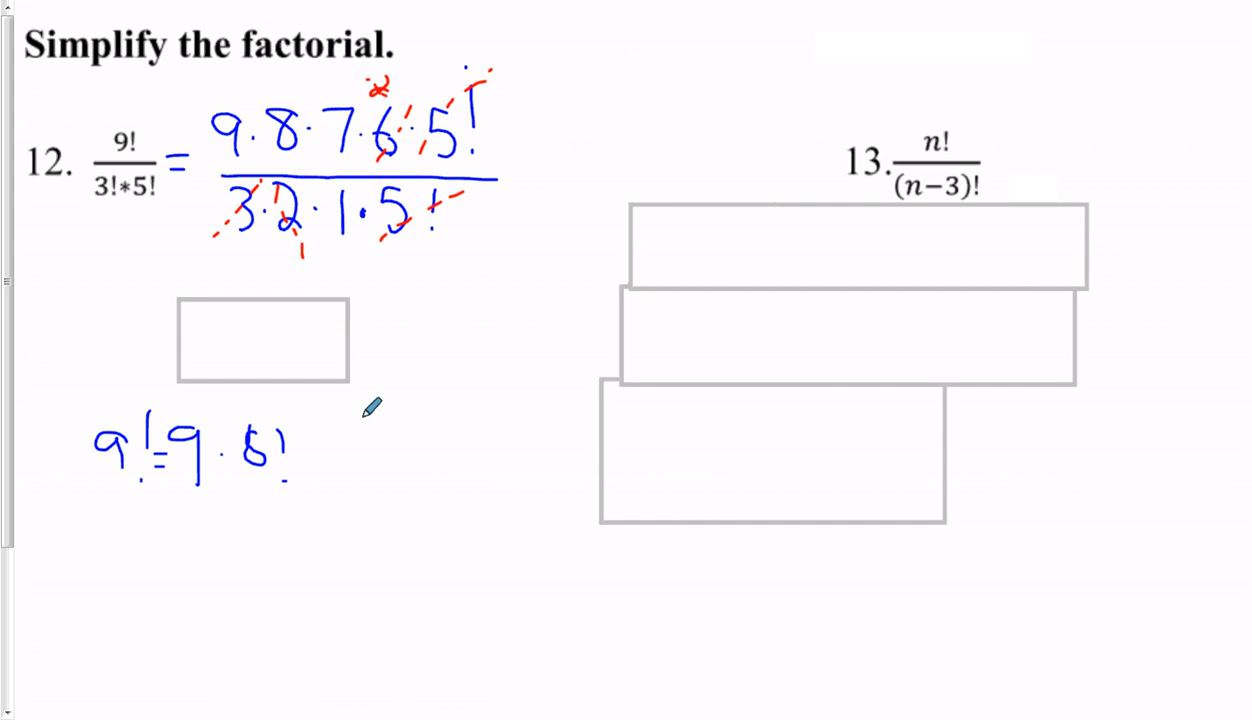 Simplify the factorial.
12. 9!/(3!*5!) = (9·8·7·6·5!)/(3·2·1·5!)
2
1
9! = 9 · 8!
13. n!/(n−3)!